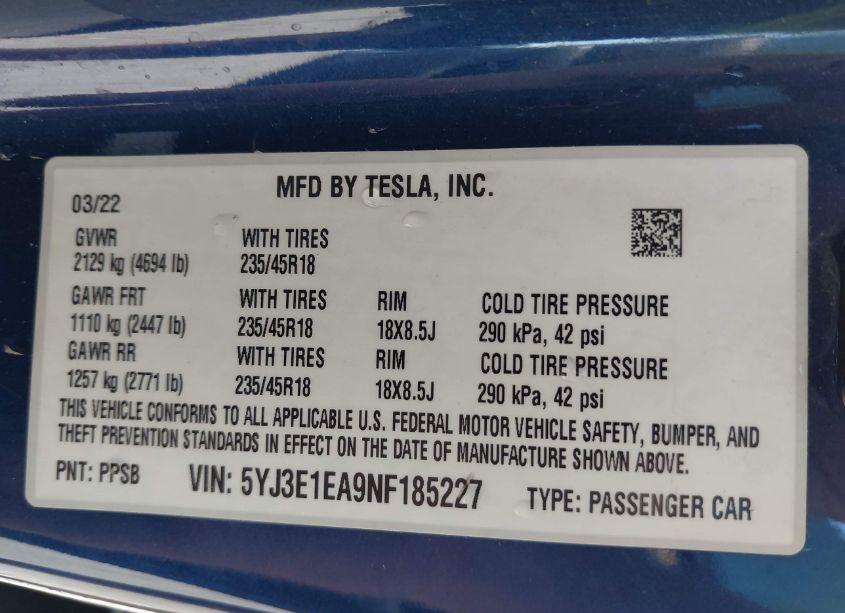 MFD BY TESLA, INC.
03/22
GVWR WITH TIRES
2129 kg (4694 lb) 235/45R18
GAWR FRT WITH TIRES RIM COLD TIRE PRESSURE
1110 kg (2447 lb) 235/45R18 18X8.5J 290 kPa, 42 psi
GAWR RR WITH TIRES RIM COLD TIRE PRESSURE
1257 kg (2771 lb) 235/45R18 18X8.5J 290 kPa, 42 psi
THIS VEHICLE CONFORMS TO ALL APPLICABLE U.S. FEDERAL MOTOR VEHICLE SAFETY, BUMPER, AND
THEFT PREVENTION STANDARDS IN EFFECT ON THE DATE OF MANUFACTURE SHOWN ABOVE.
PNT: PPSB VIN: 5YJ3E1EA9NF185227 TYPE: PASSENGER CAR